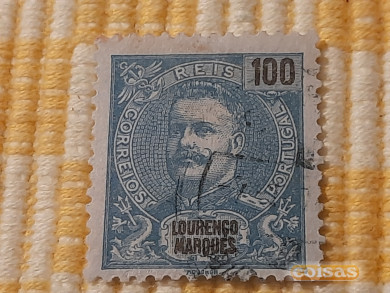 REIS
100
CORREIOS
PORTUGAL
LOURENÇO
MARQUES
coisas